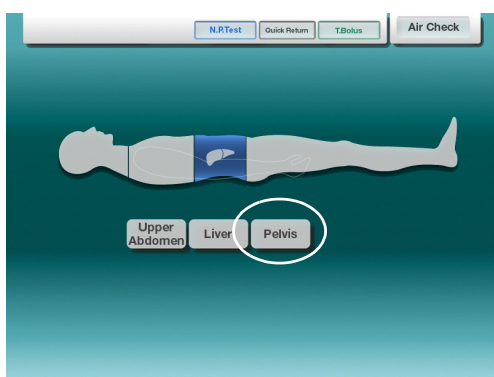 N.P.Test Quick Return T.Bolus Air Check
Upper
Abdomen
Liver
Pelvis